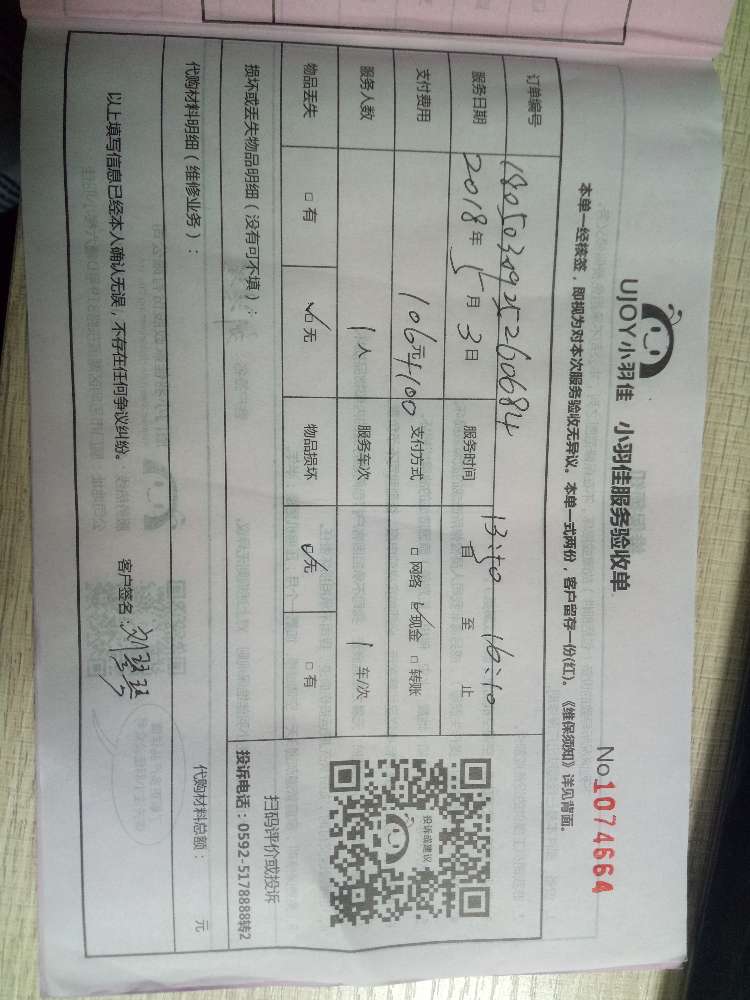 UJOY小羽佳 小羽佳服务验收单
No.1074664
本单一经核签，即视为对本次服务验收无异议。本单一式两份，客户留存一份(红)。《维保须知》详见背面。
订单编号 1805030925260684
服务日期 2018年5月3日 服务时间 13:50 自 至 16:10 止
支付费用 106元+100 支付方式 □ 网络 ☑现金 □ 转账
服务人数 1人 服务车次 1 车/次
物品丢失 □ 有 ☑无 物品损坏 ☑无 □ 有
投诉或建议
扫码评价或投诉
投诉电话：0592-5178888转2
损坏或丢失物品明细（没有可不填）：
代购材料明细（维修业务）： 代购材料总额： 元
以上填写信息已经本人确认无误，不存在任何争议纠纷。 客户签名：